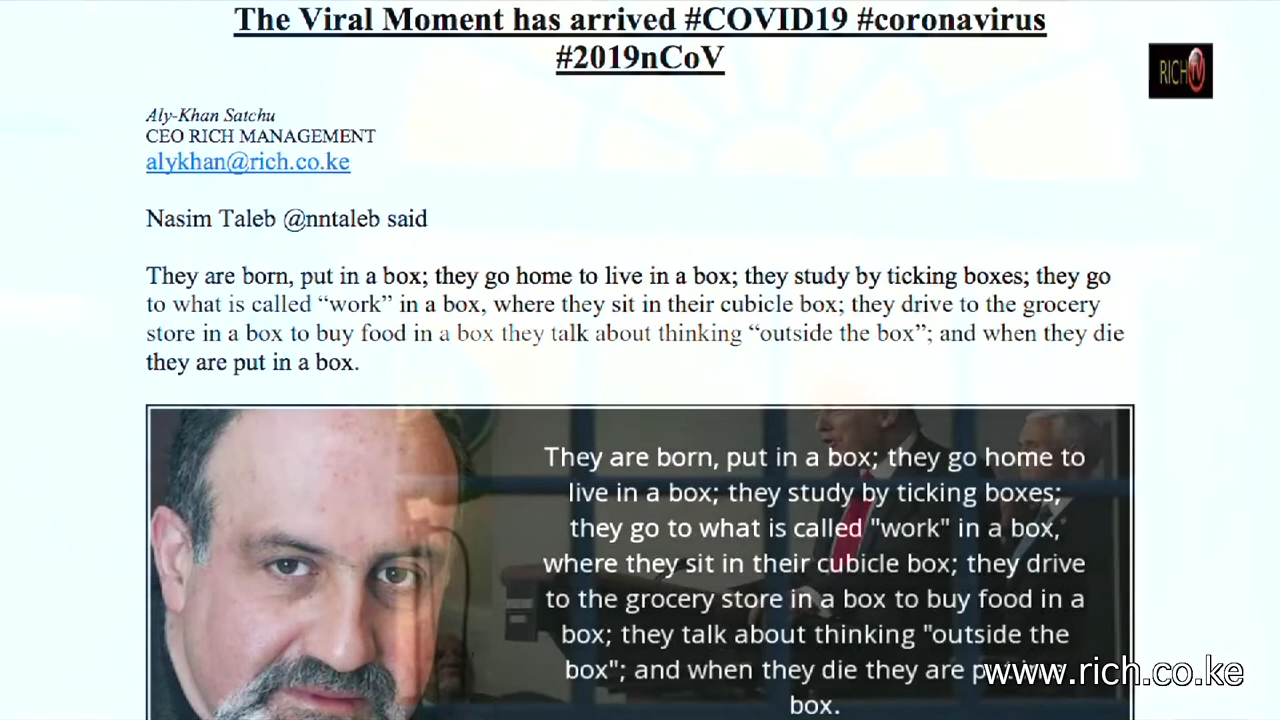 The Viral Moment has arrived #COVID19 #coronavirus
#2019nCoV
RICH TV
Aly-Khan Satchu
CEO RICH MANAGEMENT
alykhan@rich.co.ke
Nasim Taleb @nntaleb said
They are born, put in a box; they go home to live in a box; they study by ticking boxes; they go
to what is called “work” in a box, where they sit in their cubicle box; they drive to the grocery
store in a box to buy food in a box they talk about thinking “outside the box”; and when they die
they are put in a box.
They are born, put in a box; they go home to
live in a box; they study by ticking boxes;
they go to what is called "work" in a box,
where they sit in their cubicle box; they drive
to the grocery store in a box to buy food in a
box; they talk about thinking "outside the
box"; and when they die they are
box.
www.rich.co.ke